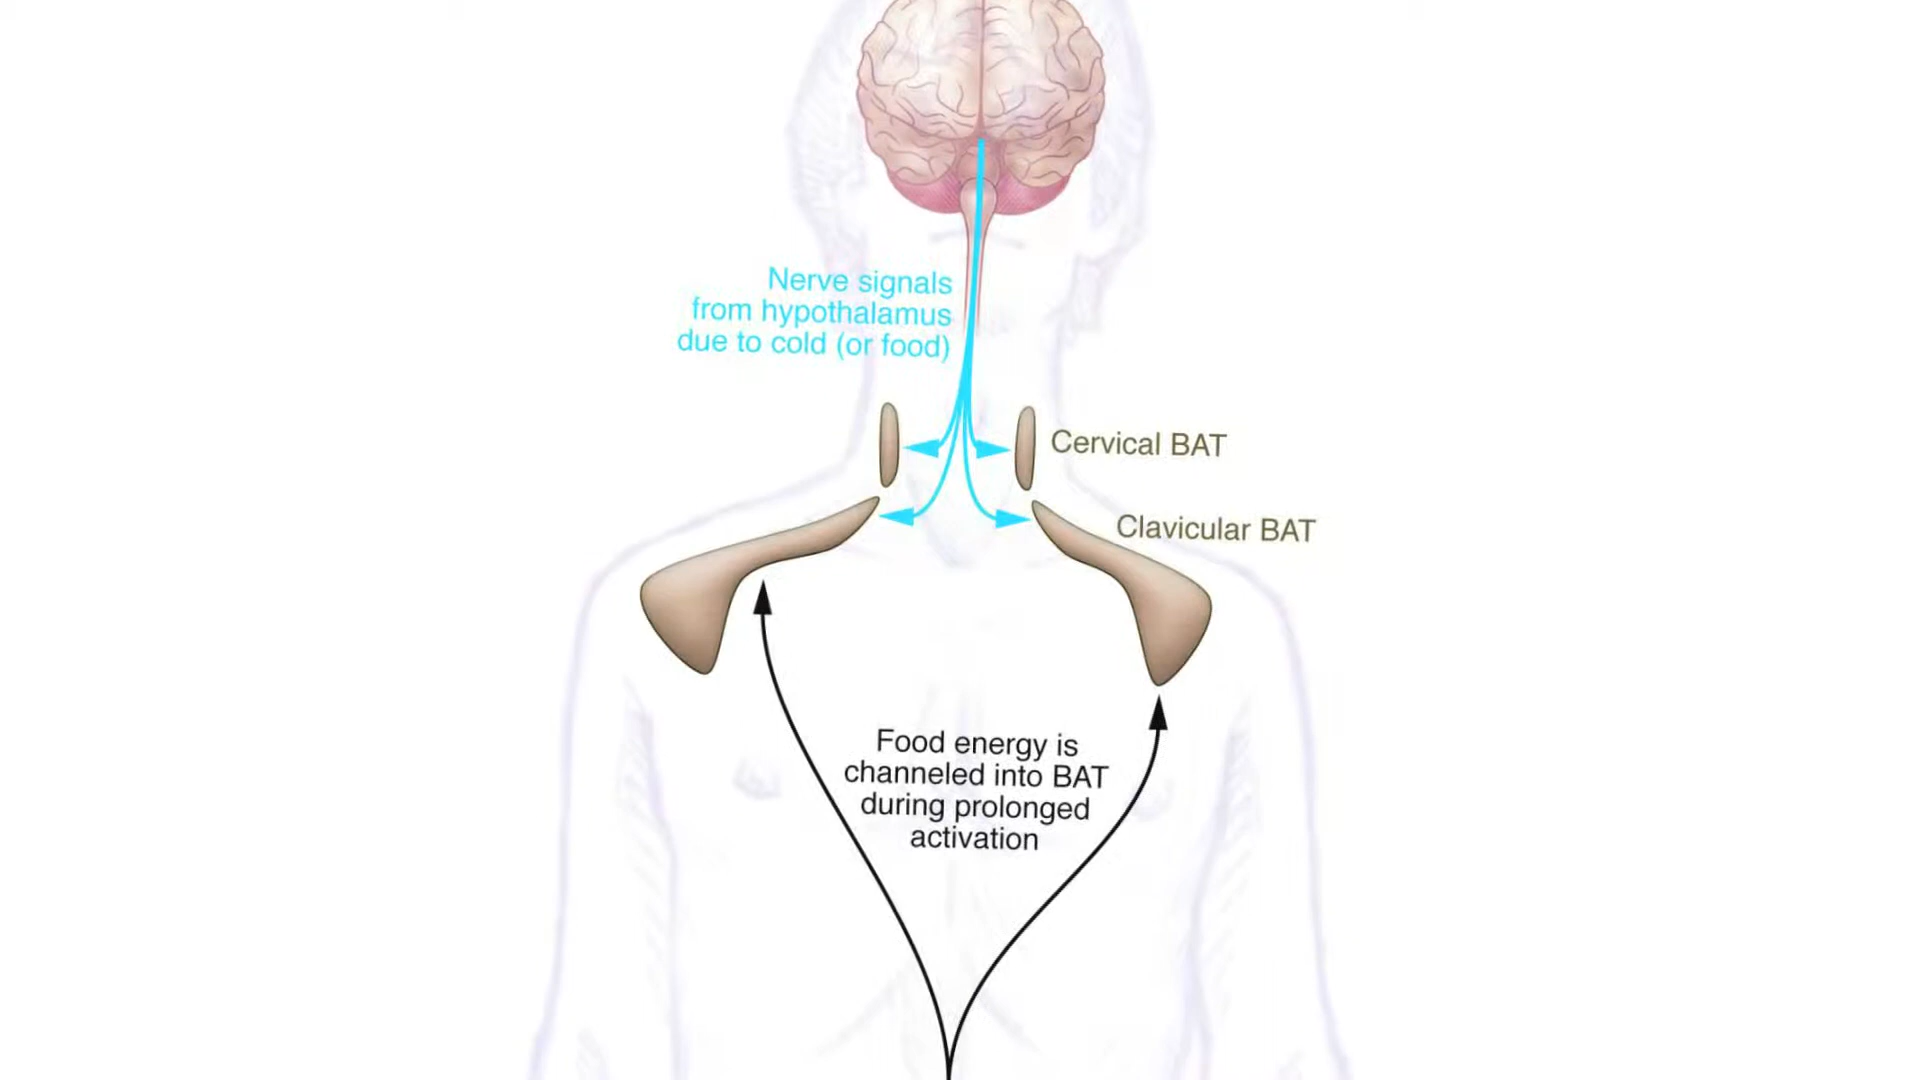 Nerve signals
from hypothalamus
due to cold (or food)
Cervical BAT
Clavicular BAT
Food energy is
channeled into BAT
during prolonged
activation